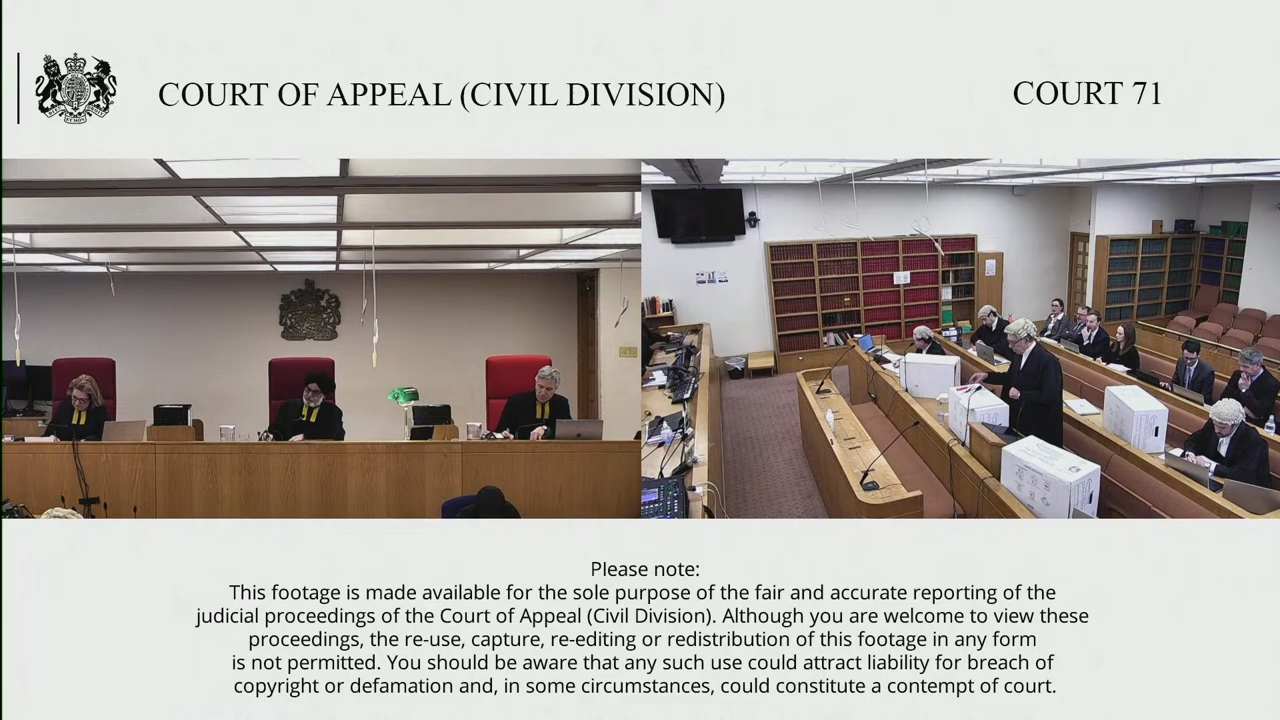 COURT OF APPEAL (CIVIL DIVISION)
COURT 71
Please note:
This footage is made available for the sole purpose of the fair and accurate reporting of the
judicial proceedings of the Court of Appeal (Civil Division). Although you are welcome to view these
proceedings, the re-use, capture, re-editing or redistribution of this footage in any form
is not permitted. You should be aware that any such use could attract liability for breach of
copyright or defamation and, in some circumstances, could constitute a contempt of court.